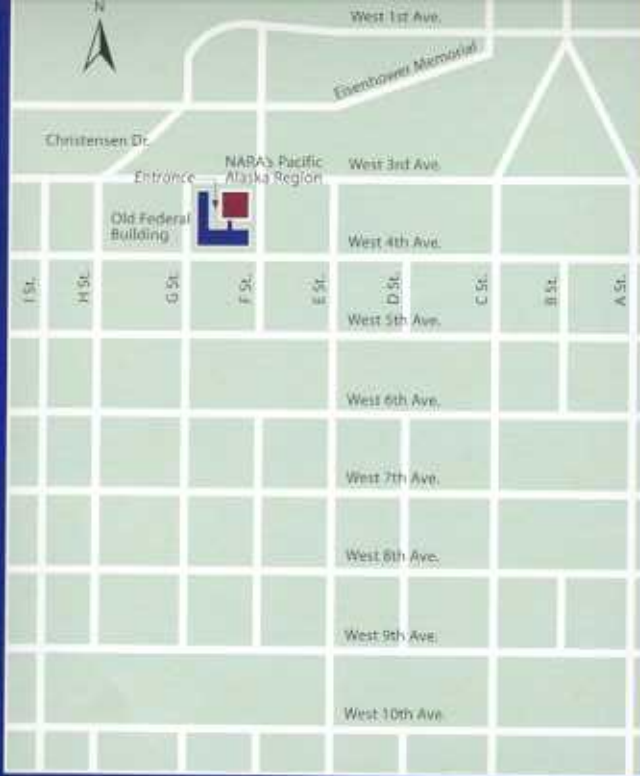 N
West 1st Ave.
Eisenhower Memorial
Christensen Dr.
NARA's Pacific
Alaska Region
West 3rd Ave.
Entrance
Old Federal
Building
West 4th Ave.
I St.
H St.
G St.
F St.
E St.
D St.
C St.
B St.
A St.
West 5th Ave.
West 6th Ave.
West 7th Ave.
West 8th Ave.
West 9th Ave.
West 10th Ave